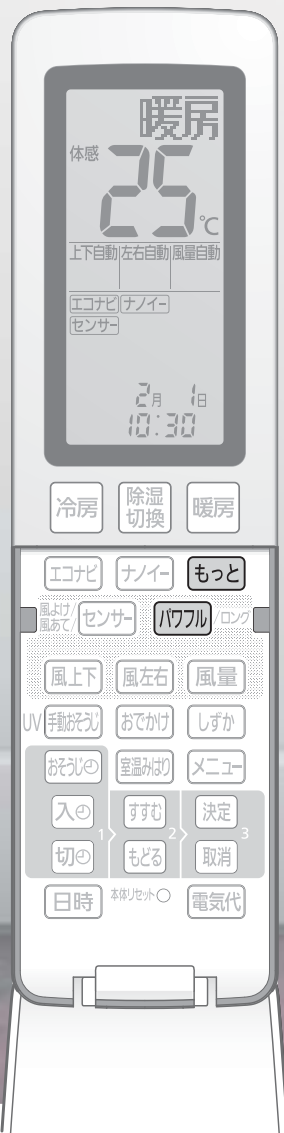 暖房
体感 25℃
上下自動 左右自動 風量自動
エコナビ ナノイー
センサー
2月 1日
10:30
冷房 除湿切換 暖房
エコナビ ナノイー もっと
風よけ/風あて/センサー パワフル/ロング
風上下 風左右 風量
UV 手動おそうじ おでかけ しずか
おそうじ 室温みはり メニュー
入 すすむ 決定
1 2 3
切 もどる 取消
日時 本体リセット 電気代